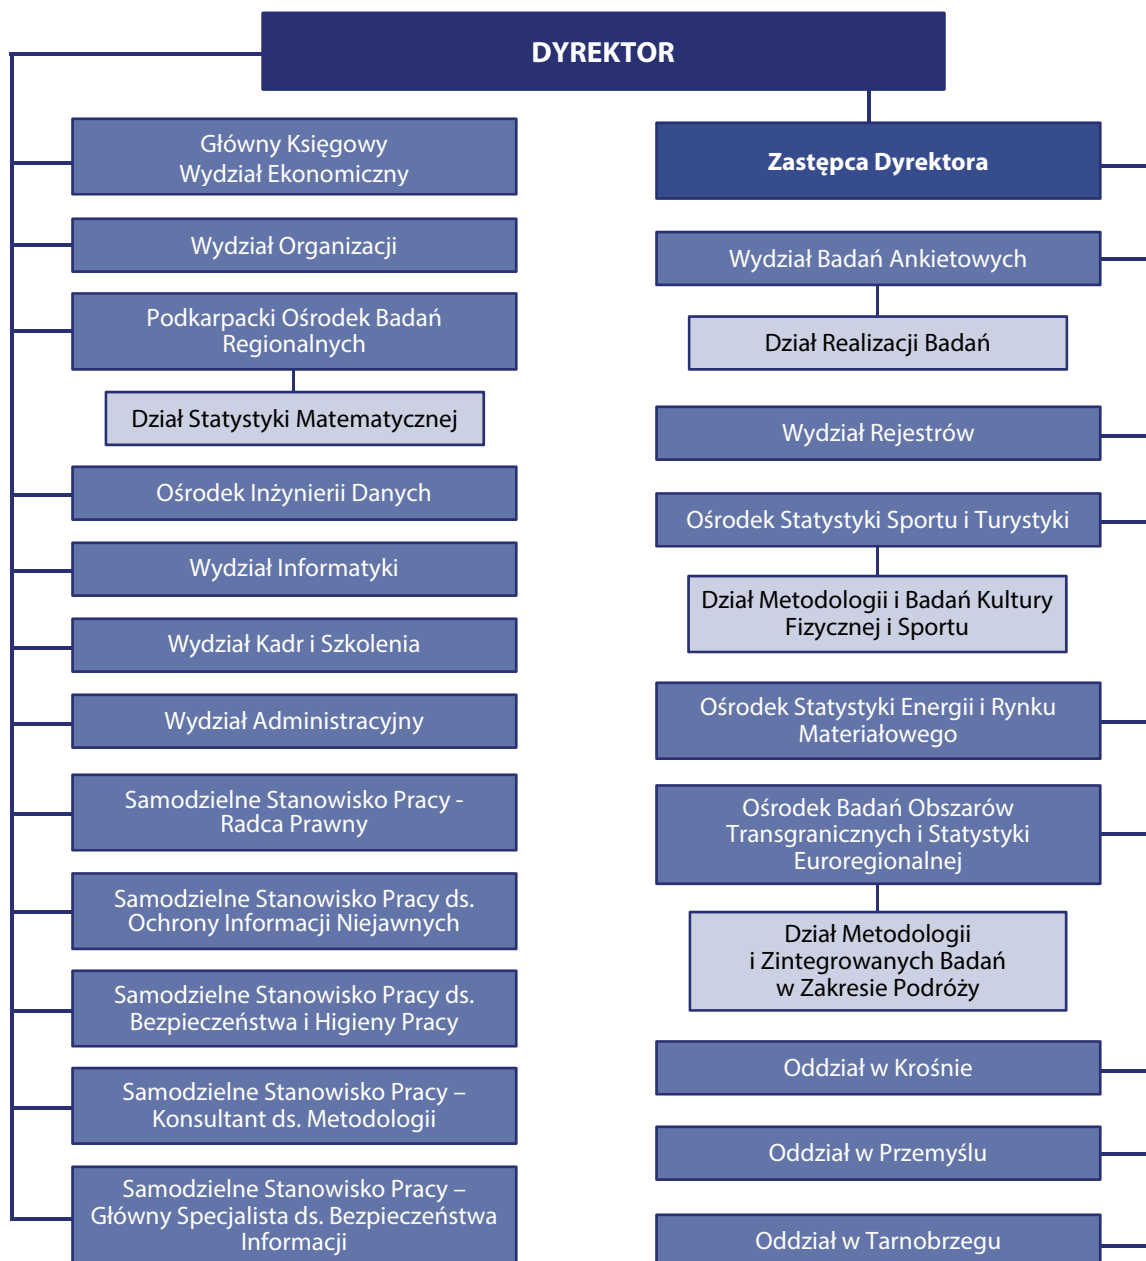 DYREKTOR
Główny Księgowy
Wydział Ekonomiczny
Wydział Organizacji
Podkarpacki Ośrodek Badań
Regionalnych
Dział Statystyki Matematycznej
Ośrodek Inżynierii Danych
Wydział Informatyki
Wydział Kadr i Szkolenia
Wydział Administracyjny
Samodzielne Stanowisko Pracy -
Radca Prawny
Samodzielne Stanowisko Pracy ds.
Ochrony Informacji Niejawnych
Samodzielne Stanowisko Pracy ds.
Bezpieczeństwa i Higieny Pracy
Samodzielne Stanowisko Pracy –
Konsultant ds. Metodologii
Samodzielne Stanowisko Pracy –
Główny Specjalista ds. Bezpieczeństwa
Informacji
Zastępca Dyrektora
Wydział Badań Ankietowych
Dział Realizacji Badań
Wydział Rejestrów
Ośrodek Statystyki Sportu i Turystyki
Dział Metodologii i Badań Kultury
Fizycznej i Sportu
Ośrodek Statystyki Energii i Rynku
Materiałowego
Ośrodek Badań Obszarów
Transgranicznych i Statystyki
Euroregionalnej
Dział Metodologii
i Zintegrowanych Badań
w Zakresie Podróży
Oddział w Krośnie
Oddział w Przemyślu
Oddział w Tarnobrzegu